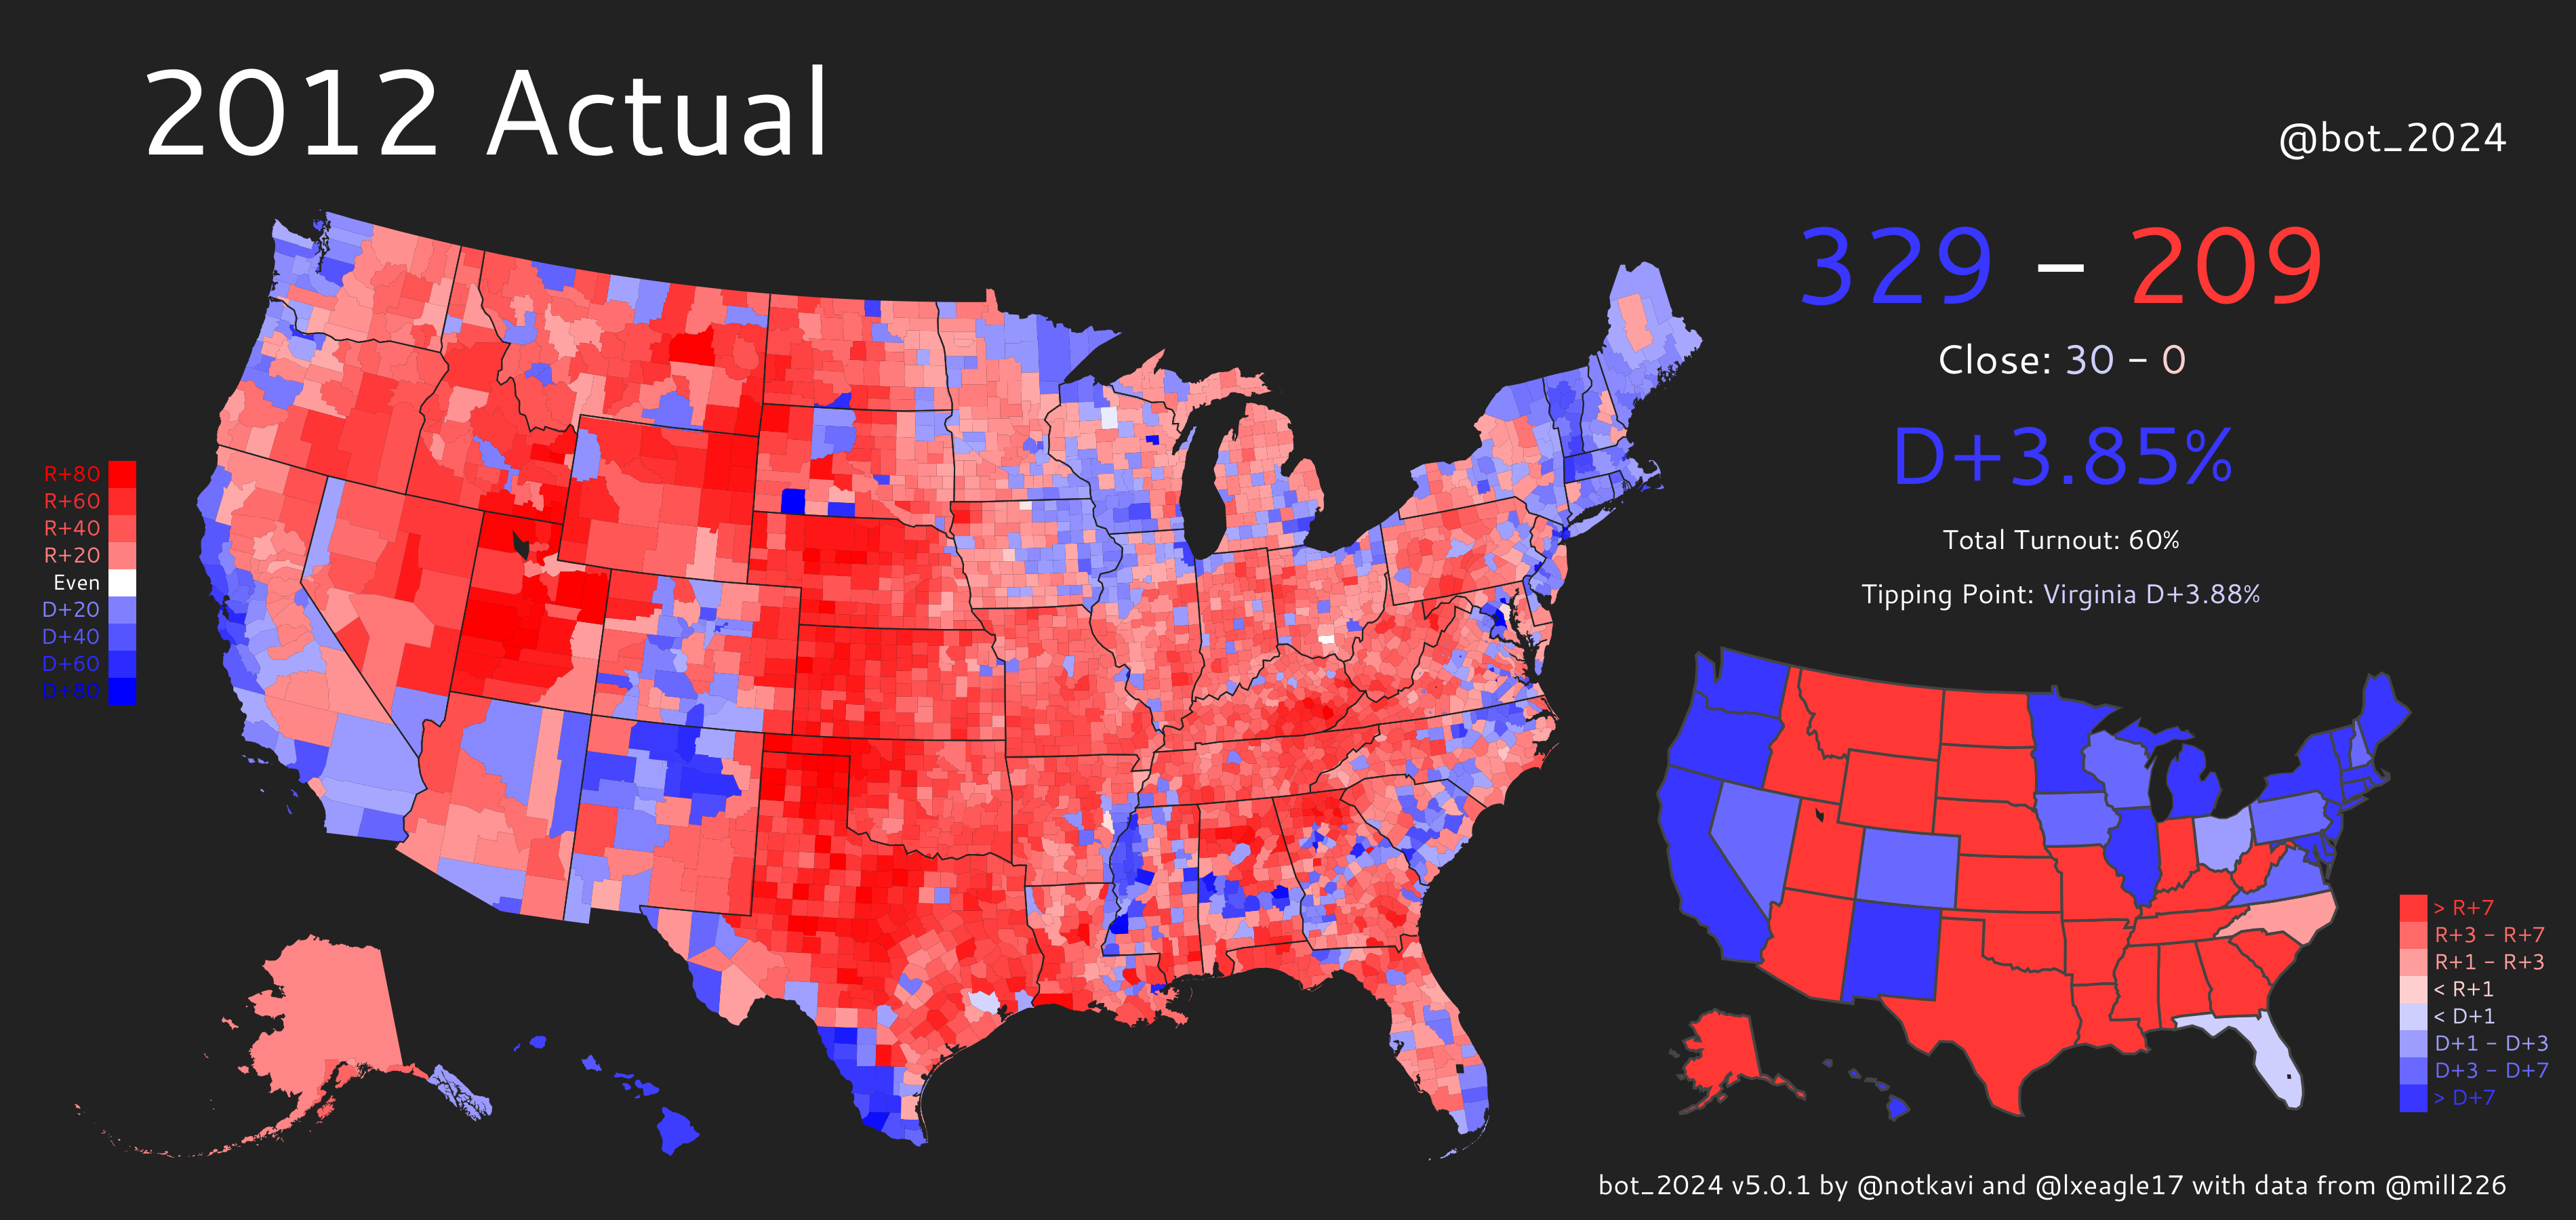 2012 Actual
@bot_2024
329 – 209
Close: 30 – 0
D+3.85%
Total Turnout: 60%
Tipping Point: Virginia D+3.88%
R+80
R+60
R+40
R+20
Even
D+20
D+40
D+60
D+80
> R+7
R+3 – R+7
R+1 – R+3
< R+1
< D+1
D+1 – D+3
D+3 – D+7
> D+7
bot_2024 v5.0.1 by @notkavi and @lxeagle17 with data from @mill226